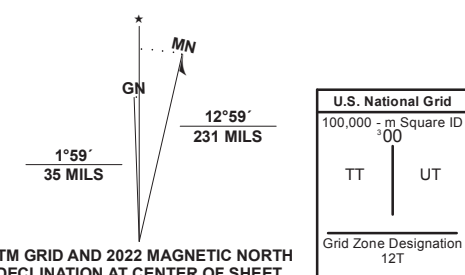 ★
MN
GN
12°59´
231 MILS
1°59´
35 MILS
TM GRID AND 2022 MAGNETIC NORTH
DECLINATION AT CENTER OF SHEET
U.S. National Grid
100,000 - m Square ID
³00
TT UT
Grid Zone Designation
12T